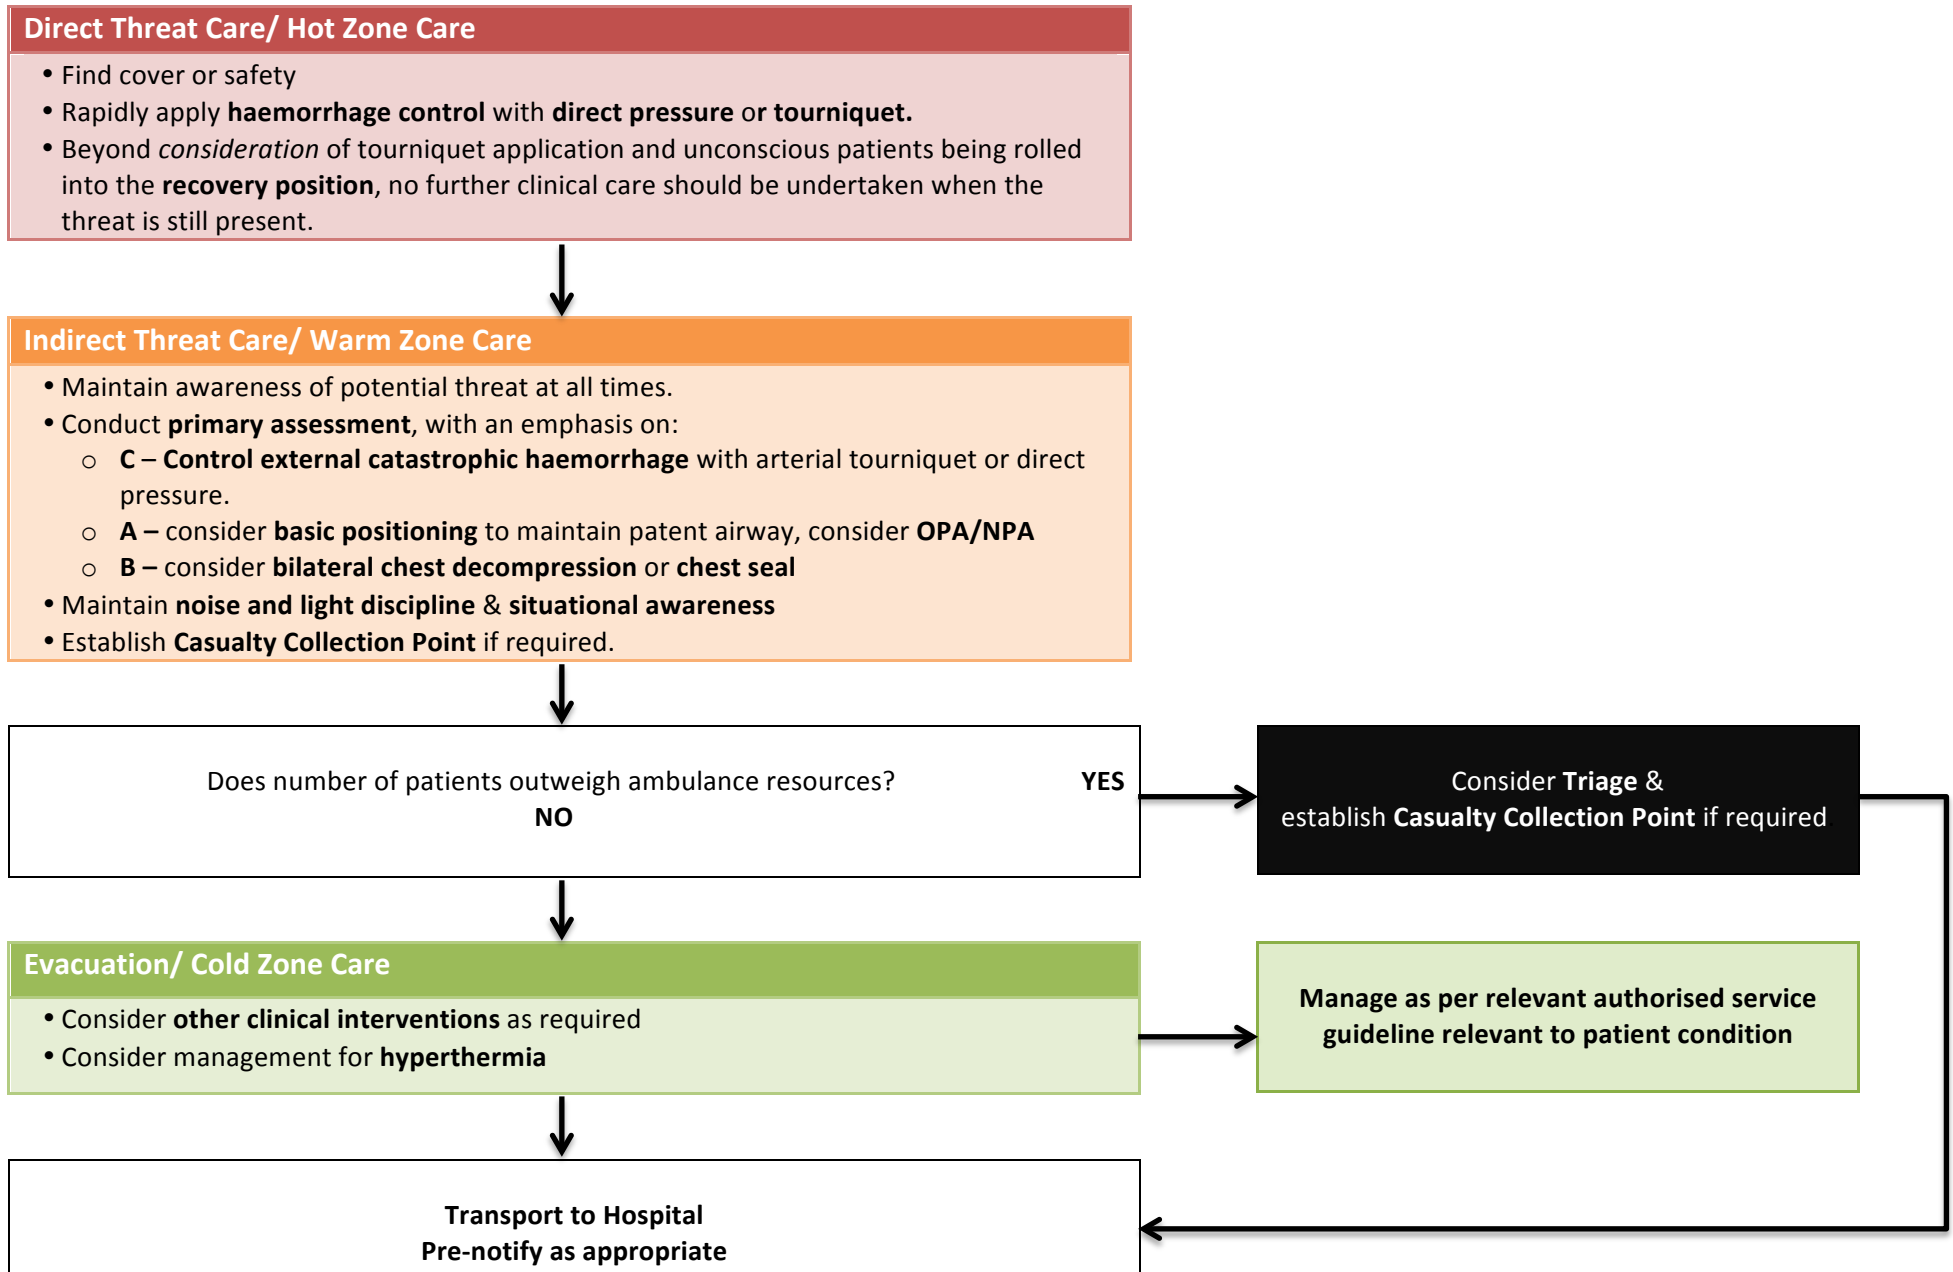 Direct Threat Care/ Hot Zone Care
• Find cover or safety
• Rapidly apply haemorrhage control with direct pressure or tourniquet.
• Beyond consideration of tourniquet application and unconscious patients being rolled
into the recovery position, no further clinical care should be undertaken when the
threat is still present.
Indirect Threat Care/ Warm Zone Care
• Maintain awareness of potential threat at all times.
• Conduct primary assessment, with an emphasis on:
o C – Control external catastrophic haemorrhage with arterial tourniquet or direct
pressure.
o A – consider basic positioning to maintain patent airway, consider OPA/NPA
o B – consider bilateral chest decompression or chest seal
• Maintain noise and light discipline & situational awareness
• Establish Casualty Collection Point if required.
Does number of patients outweigh ambulance resources? YES
NO
Consider Triage &
establish Casualty Collection Point if required
Evacuation/ Cold Zone Care
• Consider other clinical interventions as required
• Consider management for hyperthermia
Manage as per relevant authorised service
guideline relevant to patient condition
Transport to Hospital
Pre-notify as appropriate